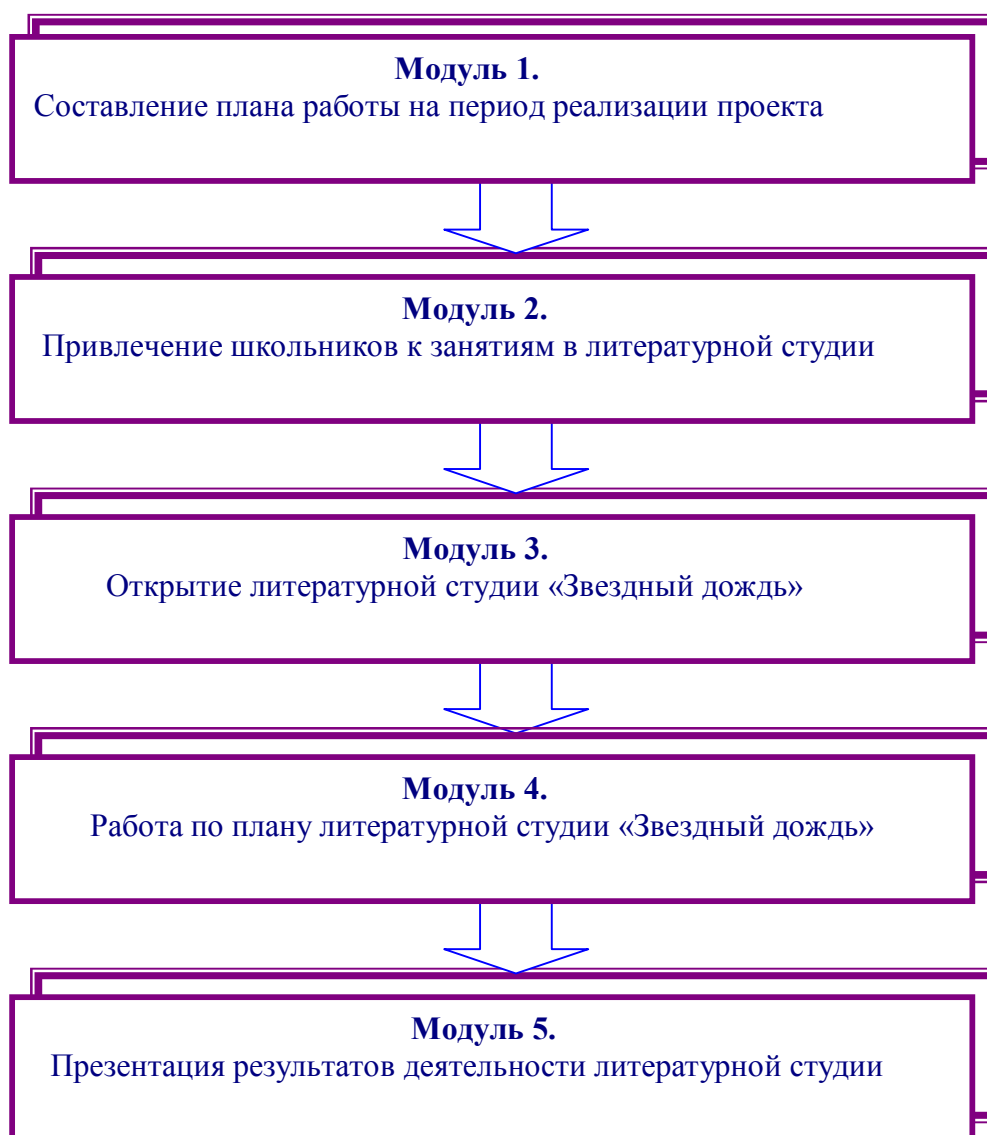 Модуль 1.
Составление плана работы на период реализации проекта
Модуль 2.
Привлечение школьников к занятиям в литературной студии
Модуль 3.
Открытие литературной студии «Звездный дождь»
Модуль 4.
Работа по плану литературной студии «Звездный дождь»
Модуль 5.
Презентация результатов деятельности литературной студии